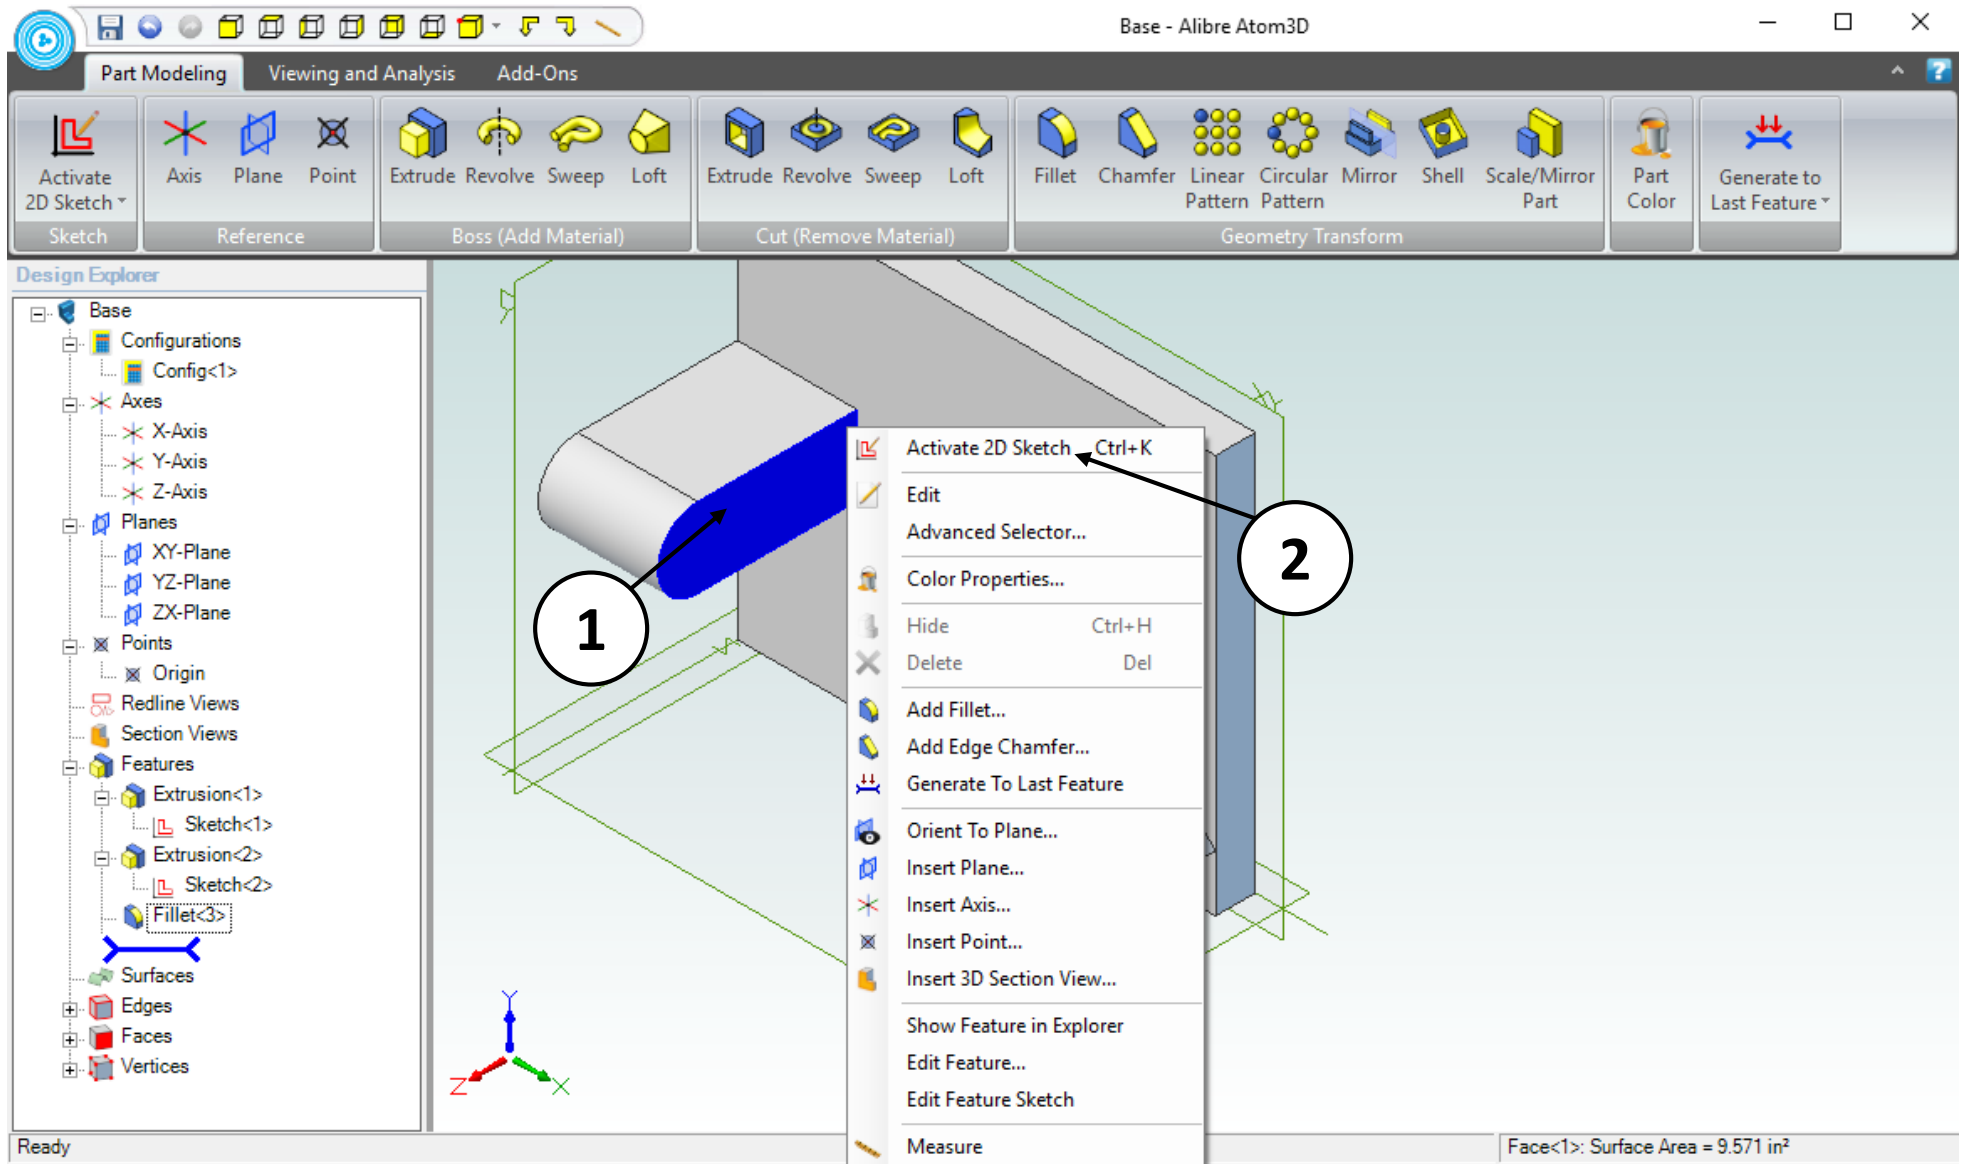 Base - Alibre Atom3D
Part Modeling
Viewing and Analysis
Add-Ons
Activate
2D Sketch
Axis
Plane
Point
Extrude
Revolve
Sweep
Loft
Extrude
Revolve
Sweep
Loft
Fillet
Chamfer
Linear
Pattern
Circular
Pattern
Mirror
Shell
Scale/Mirror
Part
Part
Color
Generate to
Last Feature
Sketch
Reference
Boss (Add Material)
Cut (Remove Material)
Geometry Transform
Design Explorer
Base
Configurations
Config<1>
Axes
X-Axis
Y-Axis
Z-Axis
Planes
XY-Plane
YZ-Plane
ZX-Plane
Points
Origin
Redline Views
Section Views
Features
Extrusion<1>
Sketch<1>
Extrusion<2>
Sketch<2>
Fillet<3>
Surfaces
Edges
Faces
Vertices
1
2
Y
Z
X
Activate 2D Sketch Ctrl+K
Edit
Advanced Selector...
Color Properties...
Hide Ctrl+H
Delete Del
Add Fillet...
Add Edge Chamfer...
Generate To Last Feature
Orient To Plane...
Insert Plane...
Insert Axis...
Insert Point...
Insert 3D Section View...
Show Feature in Explorer
Edit Feature...
Edit Feature Sketch
Measure
Ready
Face<1>: Surface Area = 9.571 in²